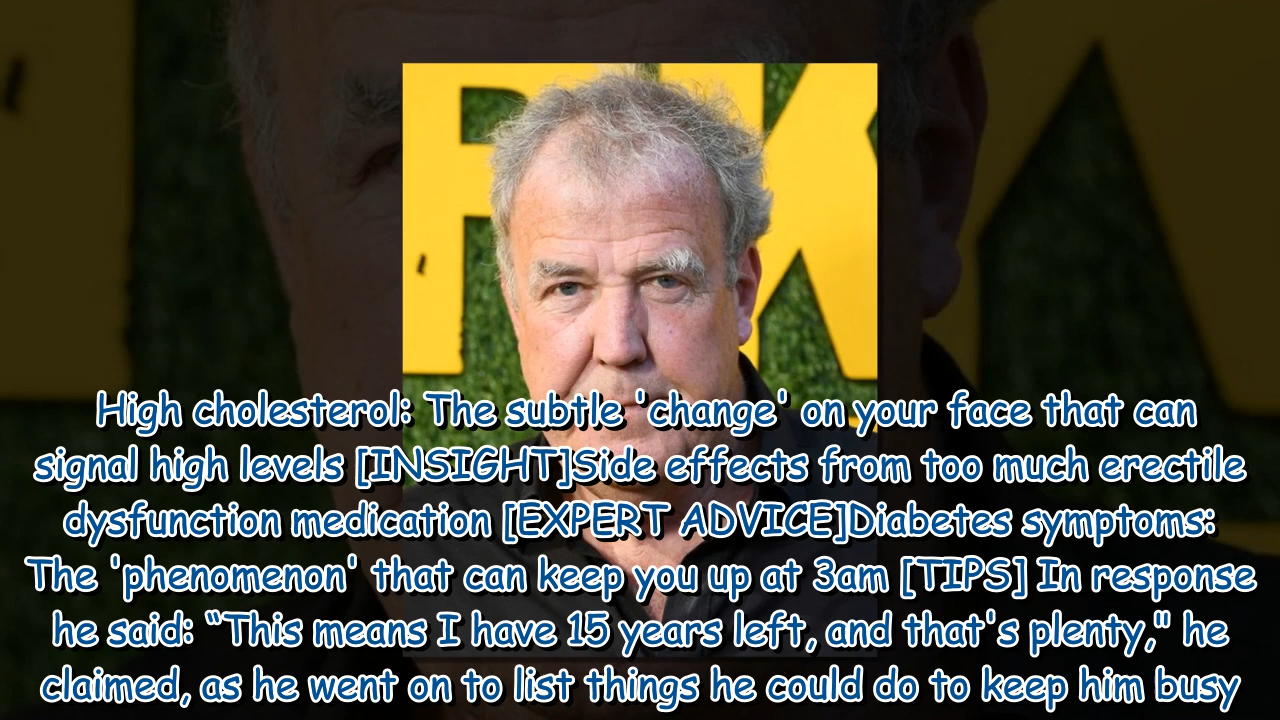 High cholesterol: The subtle 'change' on your face that can
signal high levels [INSIGHT]Side effects from too much erectile
dysfunction medication [EXPERT ADVICE]Diabetes symptoms:
The 'phenomenon' that can keep you up at 3am [TIPS] In response
he said: “This means I have 15 years left, and that's plenty," he
claimed, as he went on to list things he could do to keep him busy